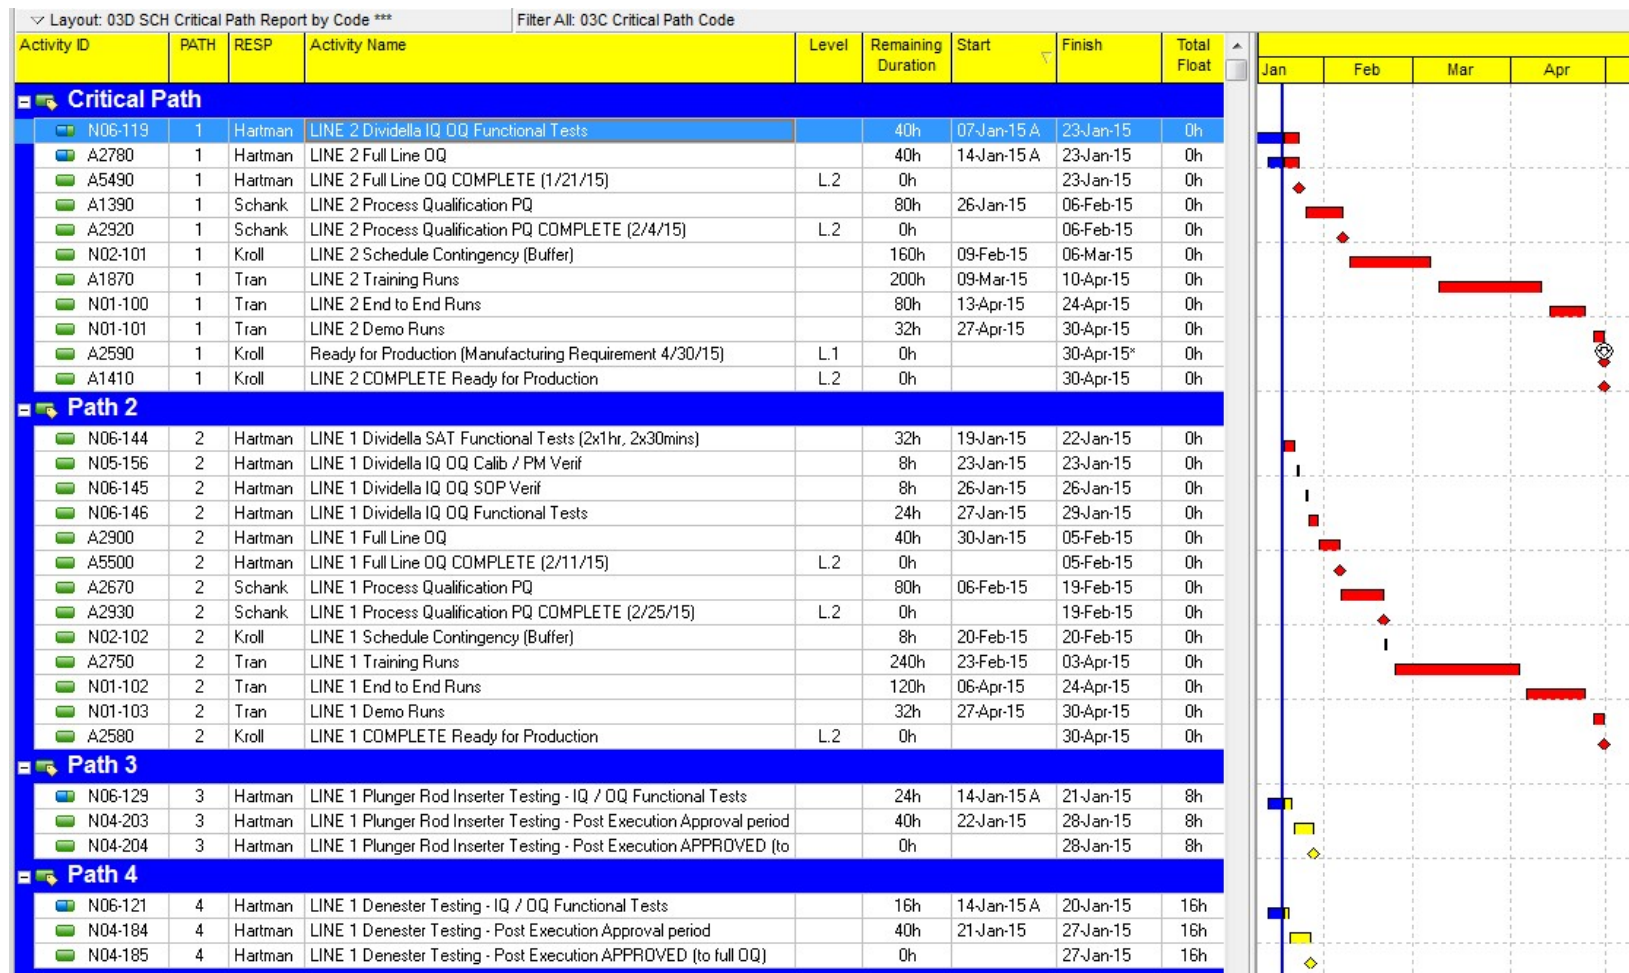 Layout: 03D SCH Critical Path Report by Code *** Filter All: 03C Critical Path Code
Activity ID PATH RESP Activity Name Level Remaining Duration Start Finish Total Float
Jan Feb Mar Apr
Critical Path
N06-119 1 Hartman LINE 2 Dividella IQ OQ Functional Tests 40h 07-Jan-15 A 23-Jan-15 0h
A2780 1 Hartman LINE 2 Full Line OQ 40h 14-Jan-15 A 23-Jan-15 0h
A5490 1 Hartman LINE 2 Full Line OQ COMPLETE (1/21/15) L.2 0h 23-Jan-15 0h
A1390 1 Schank LINE 2 Process Qualification PQ 80h 26-Jan-15 06-Feb-15 0h
A2920 1 Schank LINE 2 Process Qualification PQ COMPLETE (2/4/15) L.2 0h 06-Feb-15 0h
N02-101 1 Kroll LINE 2 Schedule Contingency (Buffer) 160h 09-Feb-15 06-Mar-15 0h
A1870 1 Tran LINE 2 Training Runs 200h 09-Mar-15 10-Apr-15 0h
N01-100 1 Tran LINE 2 End to End Runs 80h 13-Apr-15 24-Apr-15 0h
N01-101 1 Tran LINE 2 Demo Runs 32h 27-Apr-15 30-Apr-15 0h
A2590 1 Kroll Ready for Production (Manufacturing Requirement 4/30/15) L.1 0h 30-Apr-15* 0h
A1410 1 Kroll LINE 2 COMPLETE Ready for Production L.2 0h 30-Apr-15 0h
Path 2
N06-144 2 Hartman LINE 1 Dividella SAT Functional Tests (2x1hr, 2x30mins) 32h 19-Jan-15 22-Jan-15 0h
N05-156 2 Hartman LINE 1 Dividella IQ OQ Calib / PM Verif 8h 23-Jan-15 23-Jan-15 0h
N06-145 2 Hartman LINE 1 Dividella IQ OQ SOP Verif 8h 26-Jan-15 26-Jan-15 0h
N06-146 2 Hartman LINE 1 Dividella IQ OQ Functional Tests 24h 27-Jan-15 29-Jan-15 0h
A2900 2 Hartman LINE 1 Full Line OQ 40h 30-Jan-15 05-Feb-15 0h
A5500 2 Hartman LINE 1 Full Line OQ COMPLETE (2/11/15) L.2 0h 05-Feb-15 0h
A2670 2 Schank LINE 1 Process Qualification PQ 80h 06-Feb-15 19-Feb-15 0h
A2930 2 Schank LINE 1 Process Qualification PQ COMPLETE (2/25/15) L.2 0h 19-Feb-15 0h
N02-102 2 Kroll LINE 1 Schedule Contingency (Buffer) 8h 20-Feb-15 20-Feb-15 0h
A2750 2 Tran LINE 1 Training Runs 240h 23-Feb-15 03-Apr-15 0h
N01-102 2 Tran LINE 1 End to End Runs 120h 06-Apr-15 24-Apr-15 0h
N01-103 2 Tran LINE 1 Demo Runs 32h 27-Apr-15 30-Apr-15 0h
A2580 2 Kroll LINE 1 COMPLETE Ready for Production L.2 0h 30-Apr-15 0h
Path 3
N06-129 3 Hartman LINE 1 Plunger Rod Inserter Testing - IQ / OQ Functional Tests 24h 14-Jan-15 A 21-Jan-15 8h
N04-203 3 Hartman LINE 1 Plunger Rod Inserter Testing - Post Execution Approval period 40h 22-Jan-15 28-Jan-15 8h
N04-204 3 Hartman LINE 1 Plunger Rod Inserter Testing - Post Execution APPROVED (to 0h 28-Jan-15 8h
Path 4
N06-121 4 Hartman LINE 1 Denester Testing - IQ / OQ Functional Tests 16h 14-Jan-15 A 20-Jan-15 16h
N04-184 4 Hartman LINE 1 Denester Testing - Post Execution Approval period 40h 21-Jan-15 27-Jan-15 16h
N04-185 4 Hartman LINE 1 Denester Testing - Post Execution APPROVED (to full OQ) 0h 27-Jan-15 16h